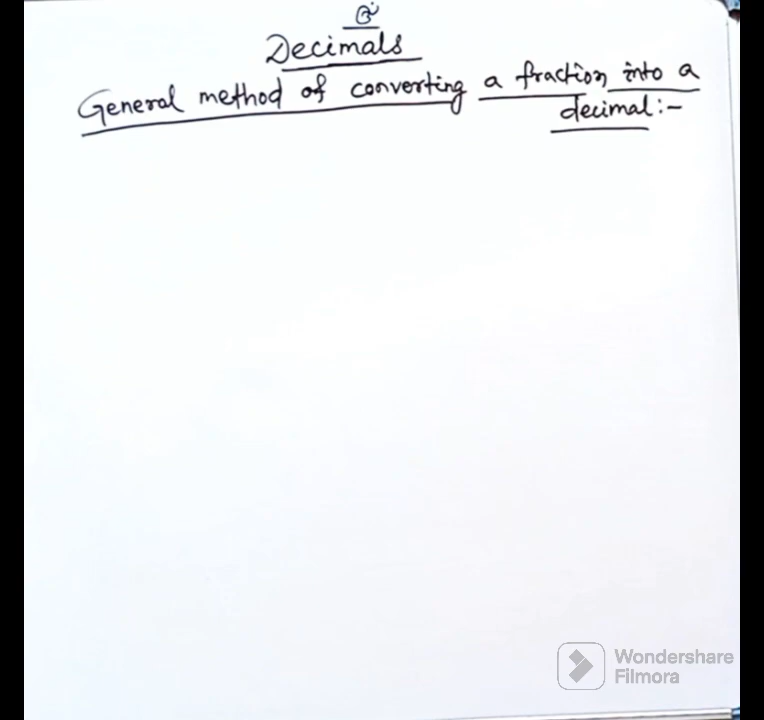 Decimals
General method of converting a fraction into a
decimal:-
Wondershare
Filmora